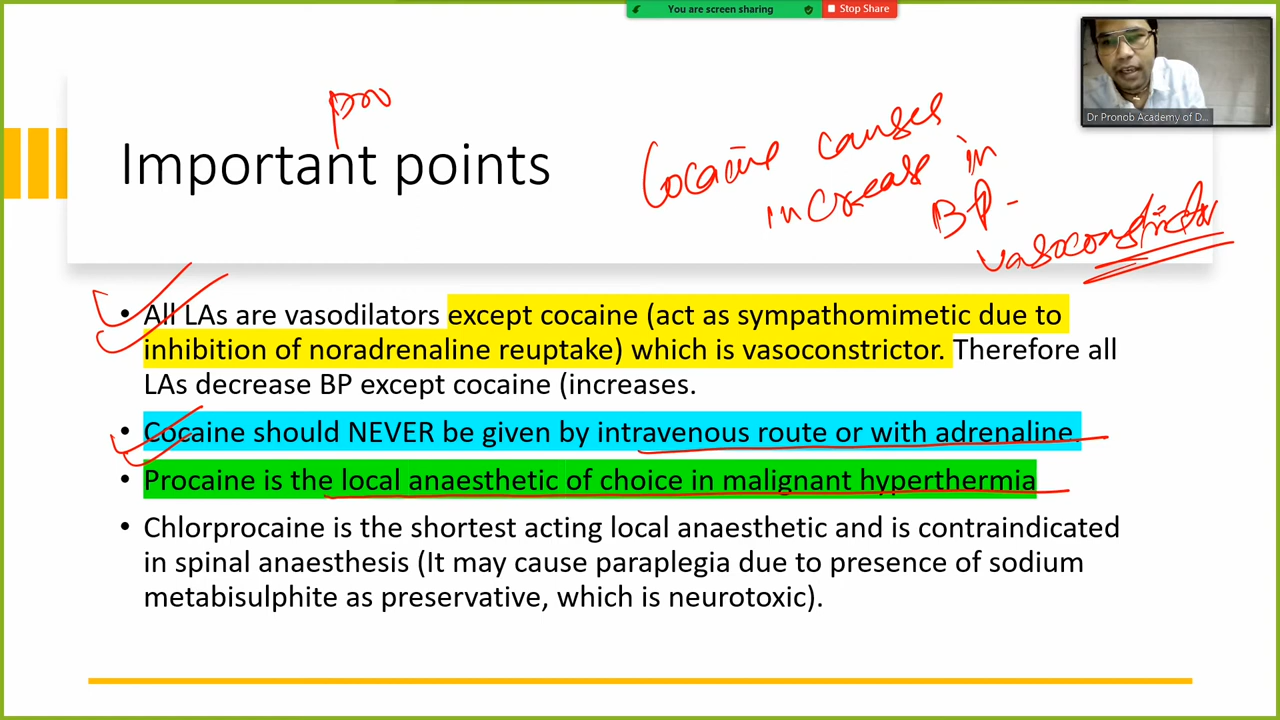 You are screen sharing
Stop Share
Dr Pronob Academy of D...
pro
Important points
Cocaine causes
increase in
BP -
vasoconstrictor
• All LAs are vasodilators except cocaine (act as sympathomimetic due to
inhibition of noradrenaline reuptake) which is vasoconstrictor. Therefore all
LAs decrease BP except cocaine (increases.
• Cocaine should NEVER be given by intravenous route or with adrenaline.
• Procaine is the local anaesthetic of choice in malignant hyperthermia
• Chlorprocaine is the shortest acting local anaesthetic and is contraindicated
in spinal anaesthesis (It may cause paraplegia due to presence of sodium
metabisulphite as preservative, which is neurotoxic).